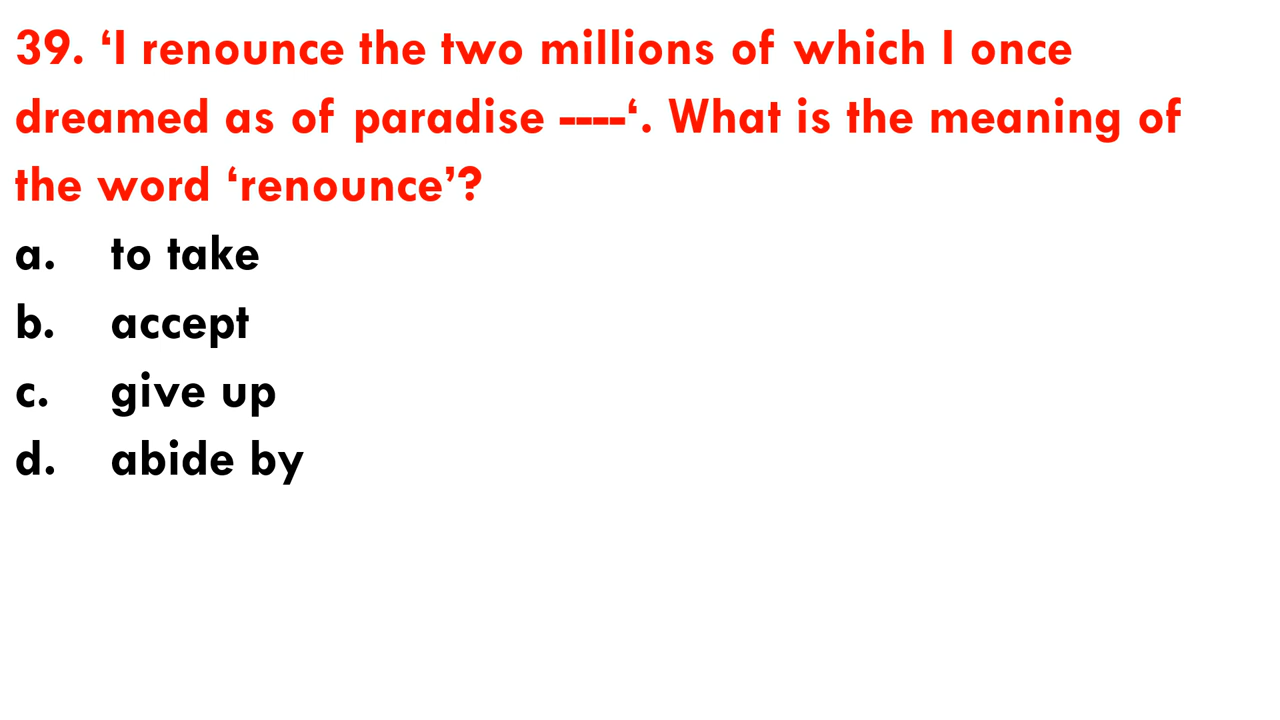 39. ‘I renounce the two millions of which I once
dreamed as of paradise ----‘. What is the meaning of
the word ‘renounce’?
a. to take
b. accept
c. give up
d. abide by